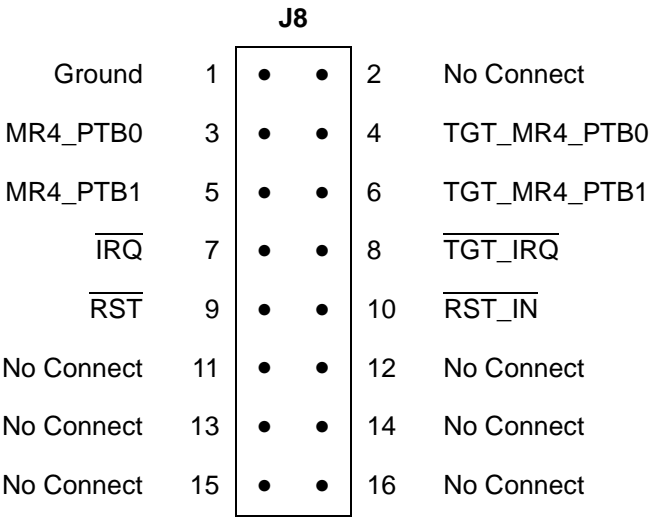 J8
Ground 1 2 No Connect
MR4_PTB0 3 4 TGT_MR4_PTB0
MR4_PTB1 5 6 TGT_MR4_PTB1
IRQ 7 8 TGT_IRQ
RST 9 10 RST_IN
No Connect 11 12 No Connect
No Connect 13 14 No Connect
No Connect 15 16 No Connect